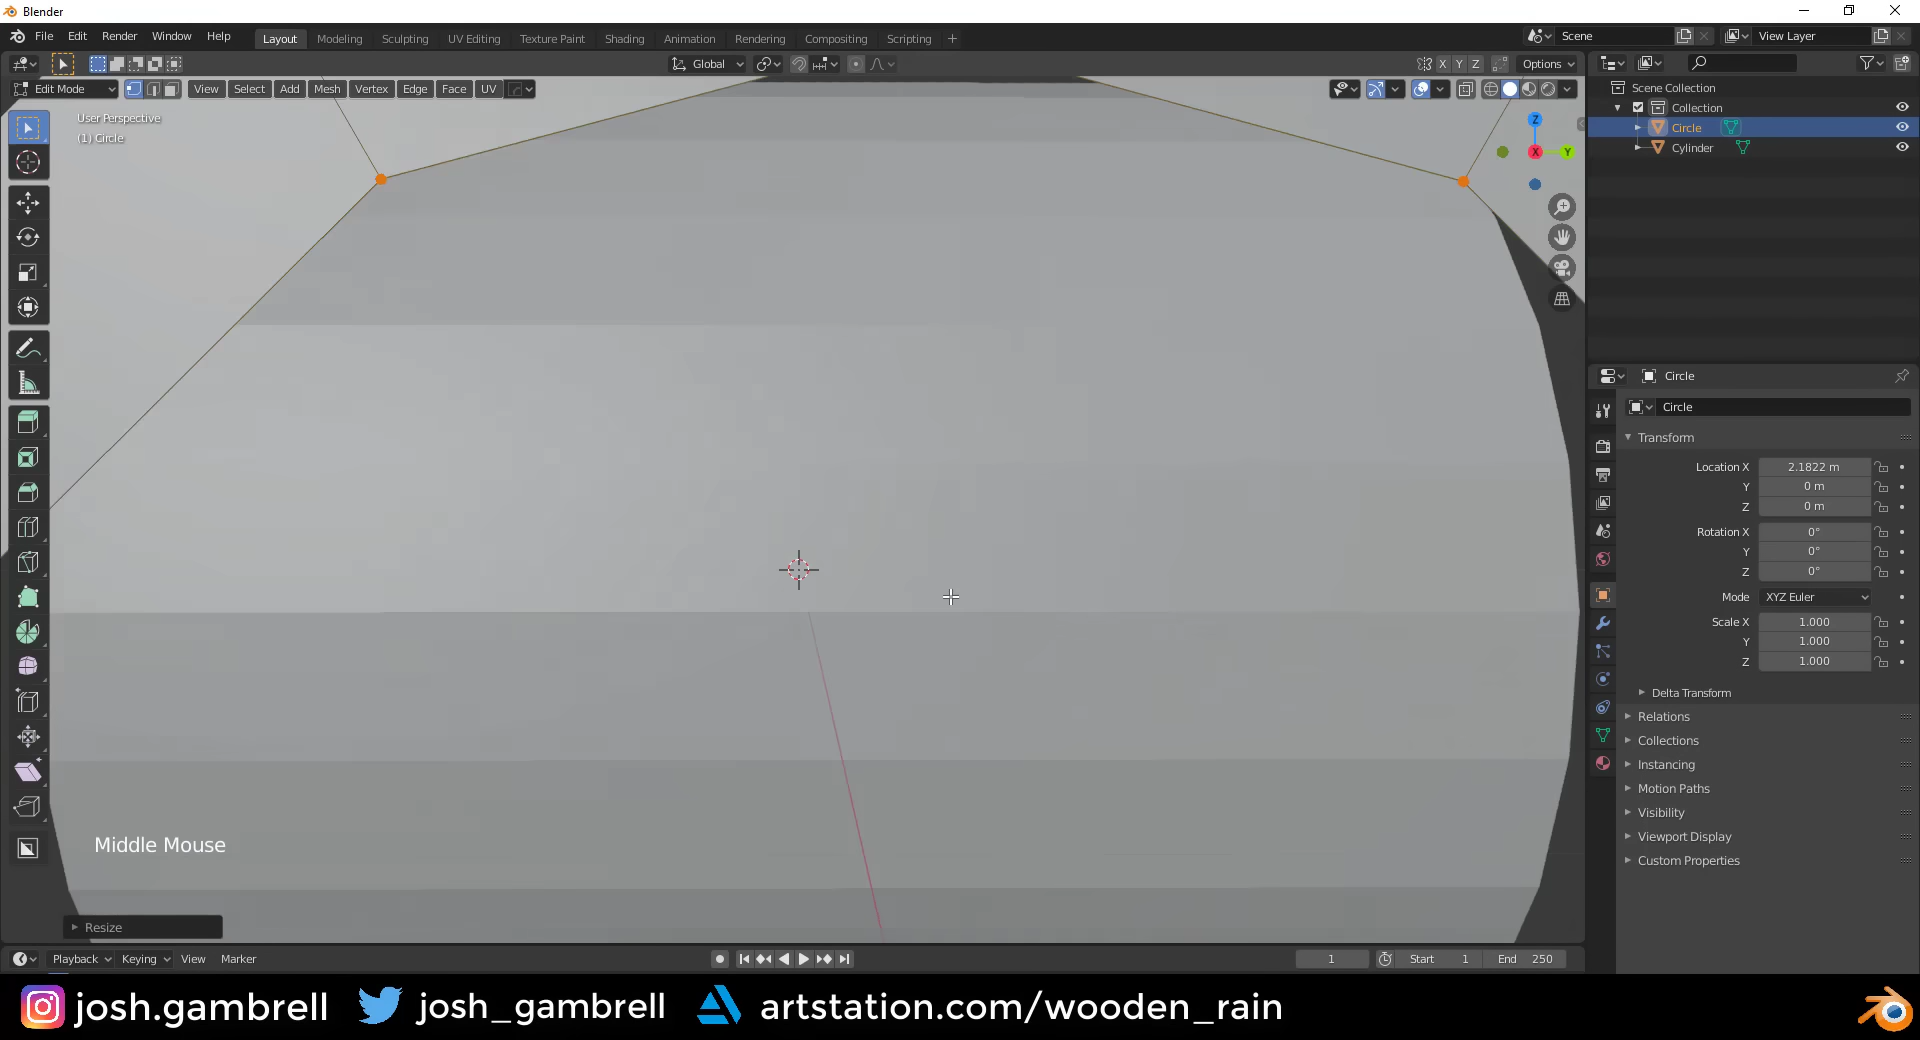 Blender
File Edit Render Window Help
Layout Modeling Sculpting UV Editing Texture Paint Shading Animation Rendering Compositing Scripting +
Scene
View Layer
Global
X Y Z Options
Edit Mode View Select Add Mesh Vertex Edge Face UV
User Perspective
(1) Circle
Z
X
Y
Middle Mouse
Resize
Scene Collection
Collection
Circle
Cylinder
Circle
Circle
Transform
Location X 2.1822 m
Y 0 m
Z 0 m
Rotation X 0°
Y 0°
Z 0°
Mode XYZ Euler
Scale X 1.000
Y 1.000
Z 1.000
Delta Transform
Relations
Collections
Instancing
Motion Paths
Visibility
Viewport Display
Custom Properties
Playback Keying View Marker
1 Start 1 End 250
josh.gambrell josh_gambrell artstation.com/wooden_rain